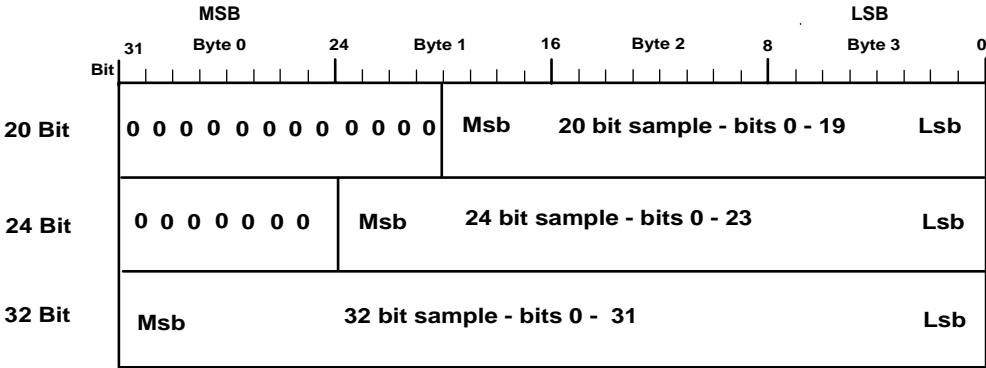 MSB LSB
31 Byte 0 24 Byte 1 16 Byte 2 8 Byte 3 0
Bit
20 Bit 0 0 0 0 0 0 0 0 0 0 0 0 Msb 20 bit sample - bits 0 - 19 Lsb
24 Bit 0 0 0 0 0 0 0 Msb 24 bit sample - bits 0 - 23 Lsb
32 Bit Msb 32 bit sample - bits 0 - 31 Lsb